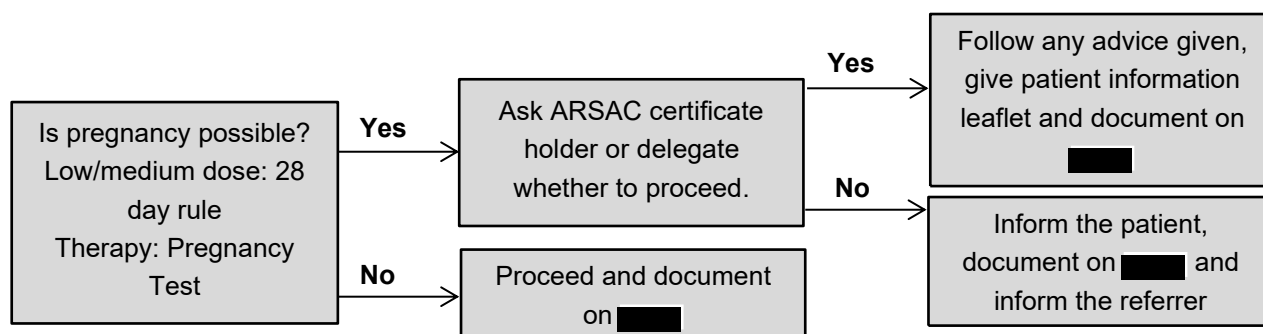 Is pregnancy possible?
Low/medium dose: 28
day rule
Therapy: Pregnancy
Test
Yes
No
Ask ARSAC certificate
holder or delegate
whether to proceed.
Proceed and document
on
Yes
No
Follow any advice given,
give patient information
leaflet and document on
Inform the patient,
document on and
inform the referrer